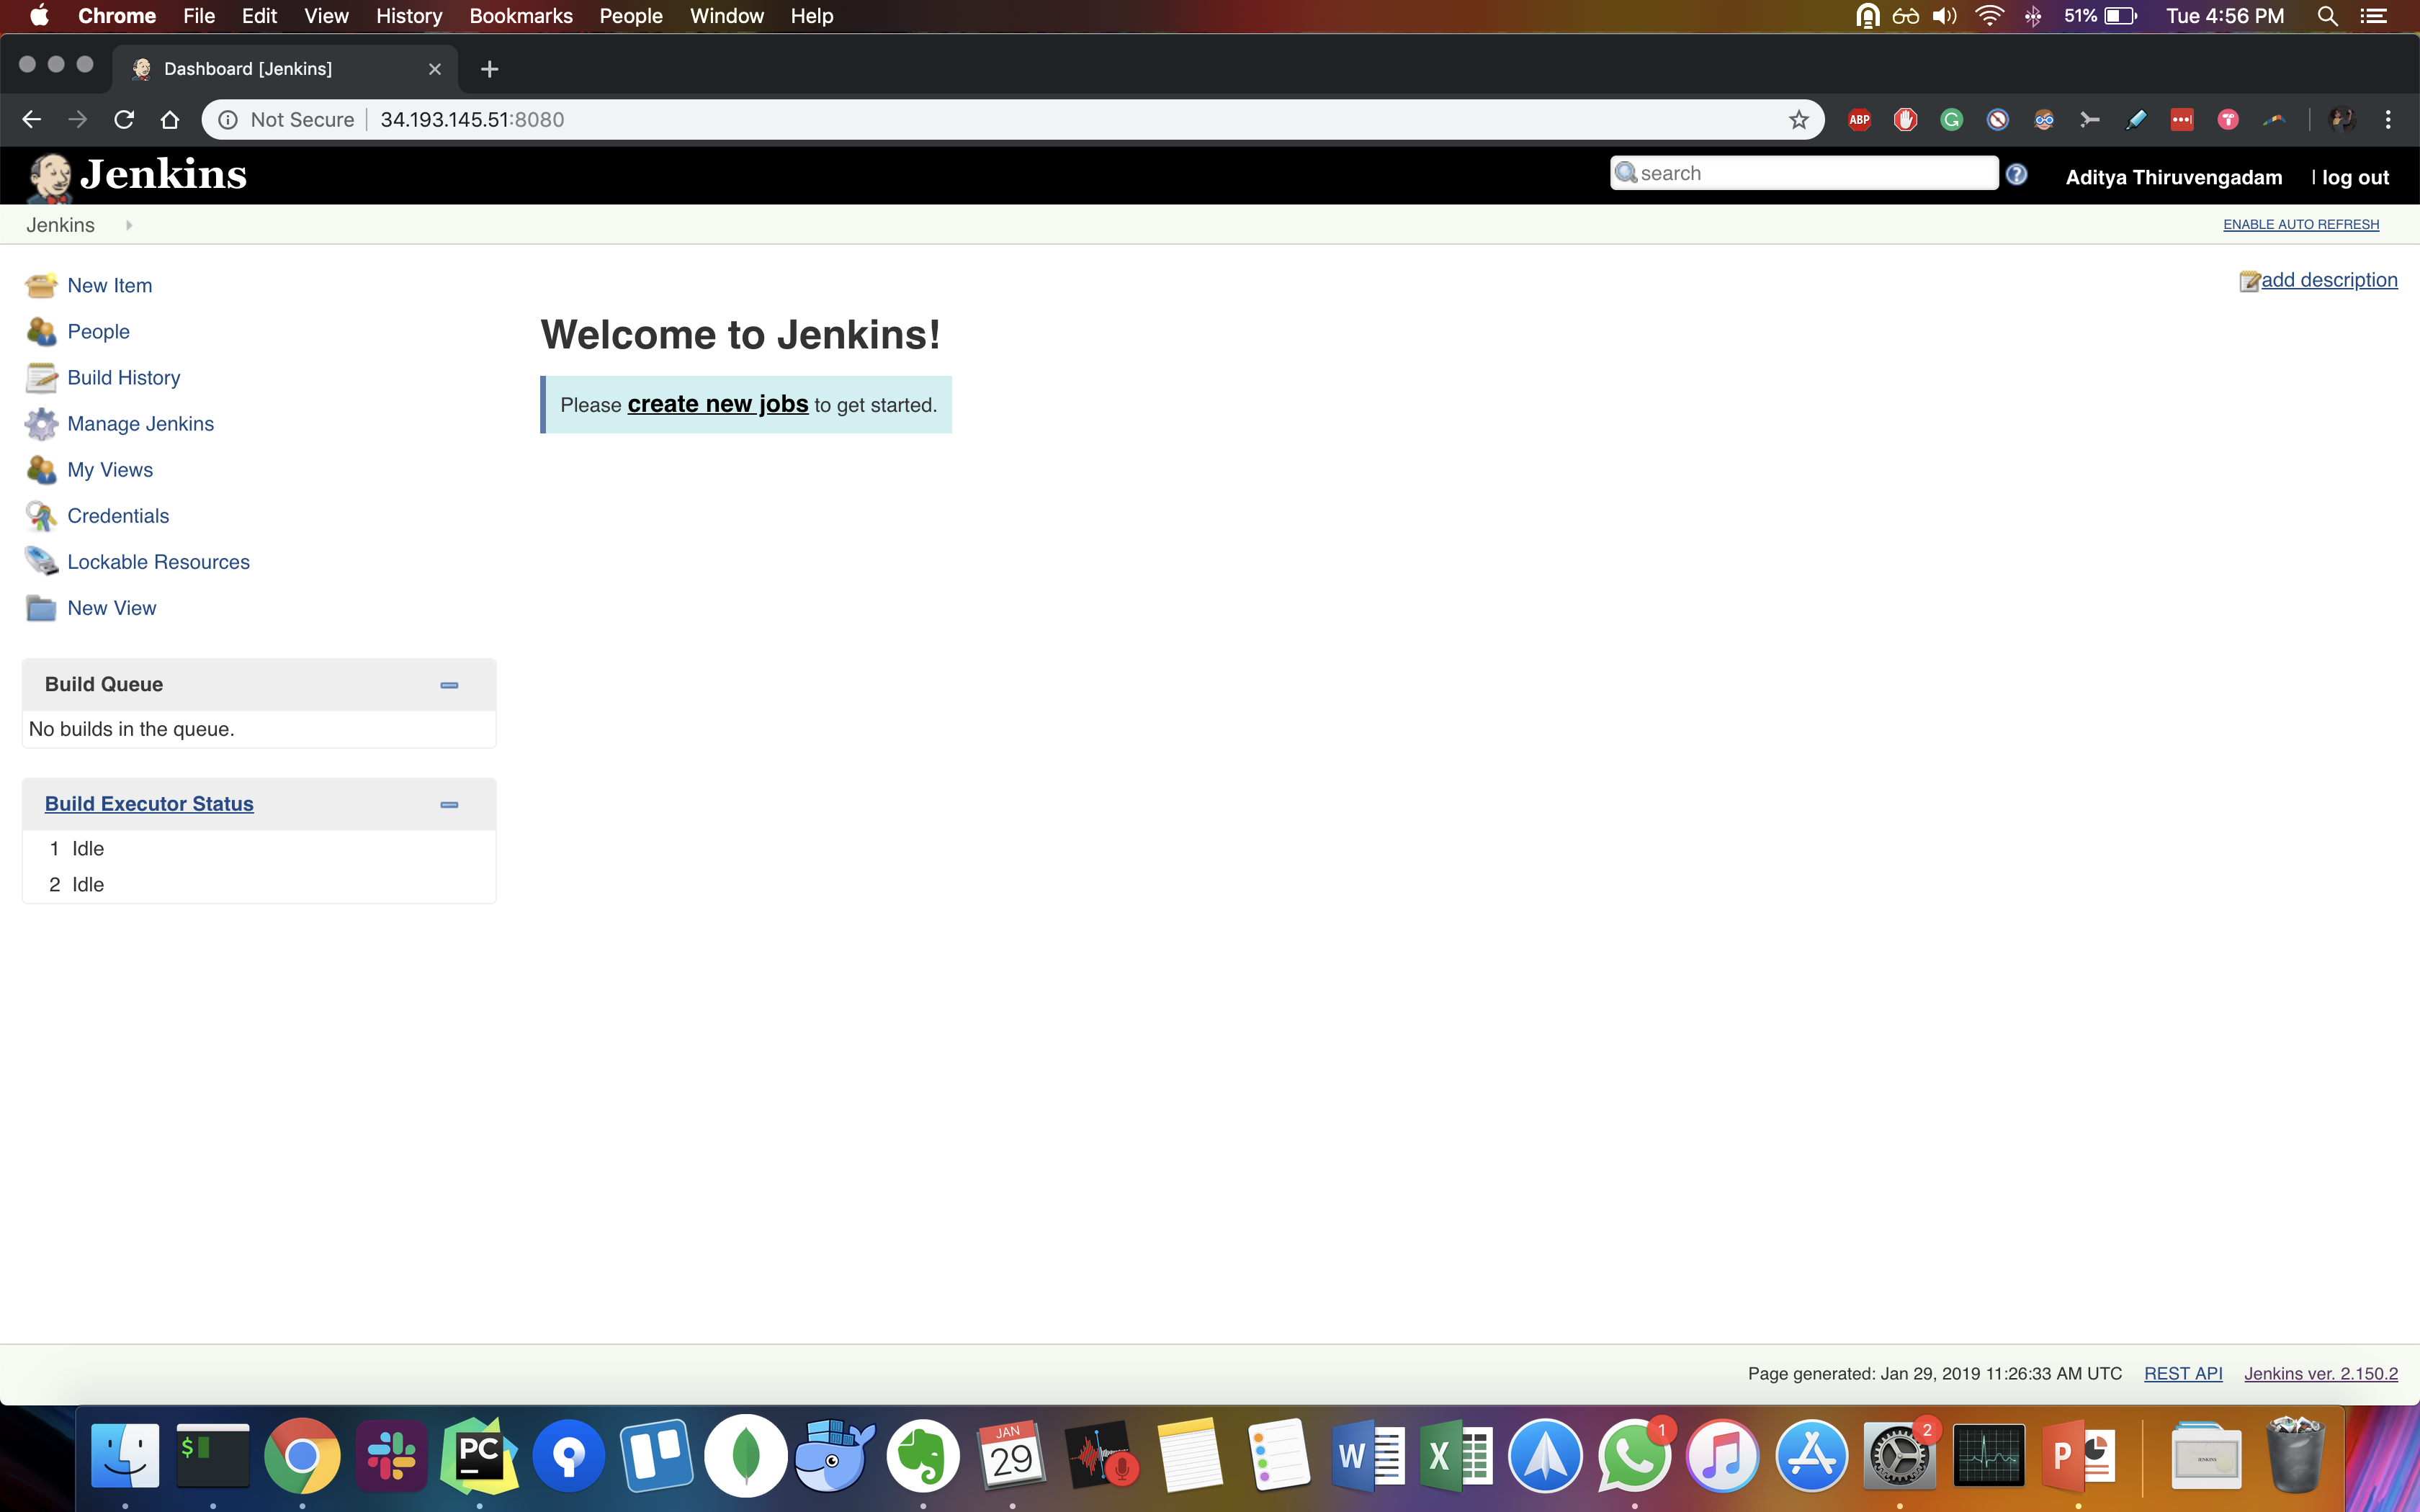 Chrome File Edit View History Bookmarks People Window Help
51% Tue 4:56 PM
Dashboard [Jenkins]
Not Secure 34.193.145.51:8080
ABP
Jenkins
search
Aditya Thiruvengadam | log out
Jenkins
ENABLE AUTO REFRESH
New Item
People
Build History
Manage Jenkins
My Views
Credentials
Lockable Resources
New View
add description
Welcome to Jenkins!
Please create new jobs to get started.
Build Queue
No builds in the queue.
Build Executor Status
1 Idle
2 Idle
Page generated: Jan 29, 2019 11:26:33 AM UTC REST API Jenkins ver. 2.150.2
$
PC
JAN
29
W
X
1
2
P
JENKINS